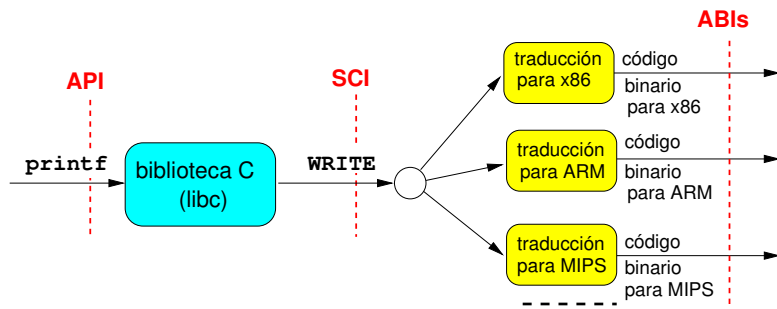 API
SCI
ABIs
printf
biblioteca C
(libc)
WRITE
traducción
para x86
código
binario
para x86
traducción
para ARM
código
binario
para ARM
traducción
para MIPS
código
binario
para MIPS